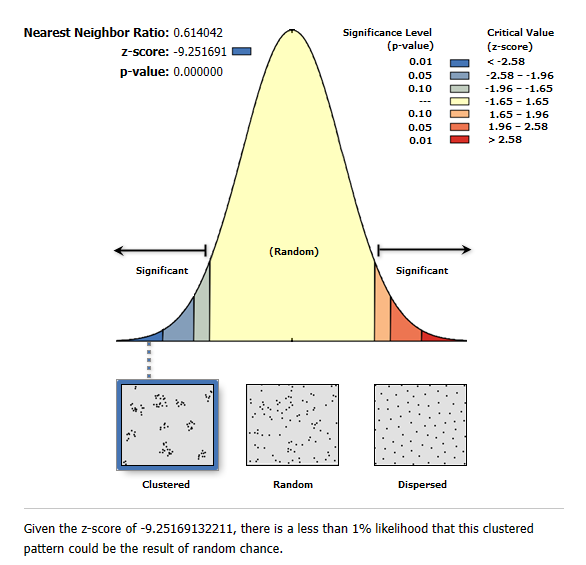 Nearest Neighbor Ratio: 0.614042
z-score: -9.251691
p-value: 0.000000
Significance Level
(p-value)
Critical Value
(z-score)
0.01 < -2.58
0.05 -2.58 – -1.96
0.10 -1.96 – -1.65
--- -1.65 – 1.65
0.10 1.65 – 1.96
0.05 1.96 – 2.58
0.01 > 2.58
(Random)
Significant
Significant
Clustered
Random
Dispersed
Given the z-score of -9.25169132211, there is a less than 1% likelihood that this clustered
pattern could be the result of random chance.